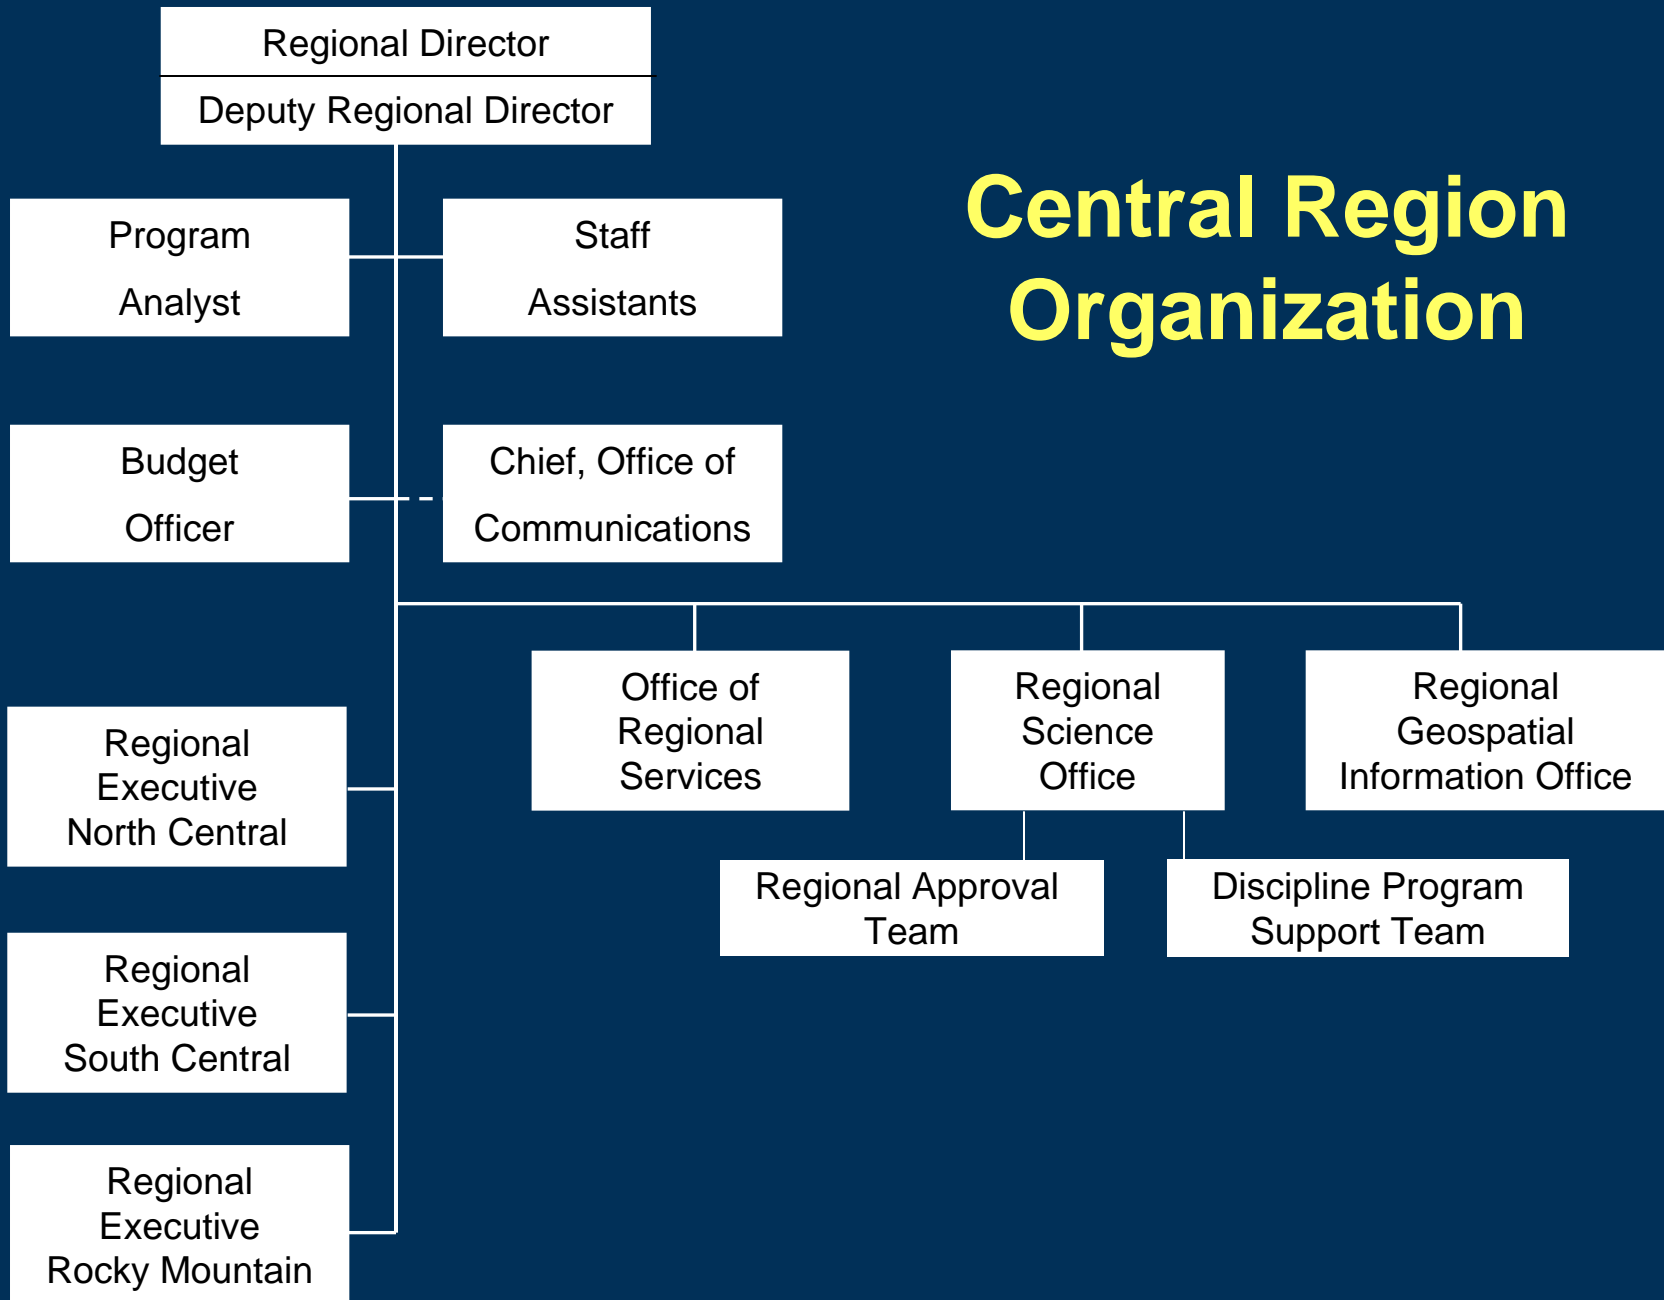 Regional Director
Deputy Regional Director
Central Region
Organization
Program
Analyst
Staff
Assistants
Budget
Officer
Chief, Office of
Communications
Office of
Regional
Services
Regional
Science
Office
Regional
Geospatial
Information Office
Regional
Executive
North Central
Regional Approval
Team
Discipline Program
Support Team
Regional
Executive
South Central
Regional
Executive
Rocky Mountain